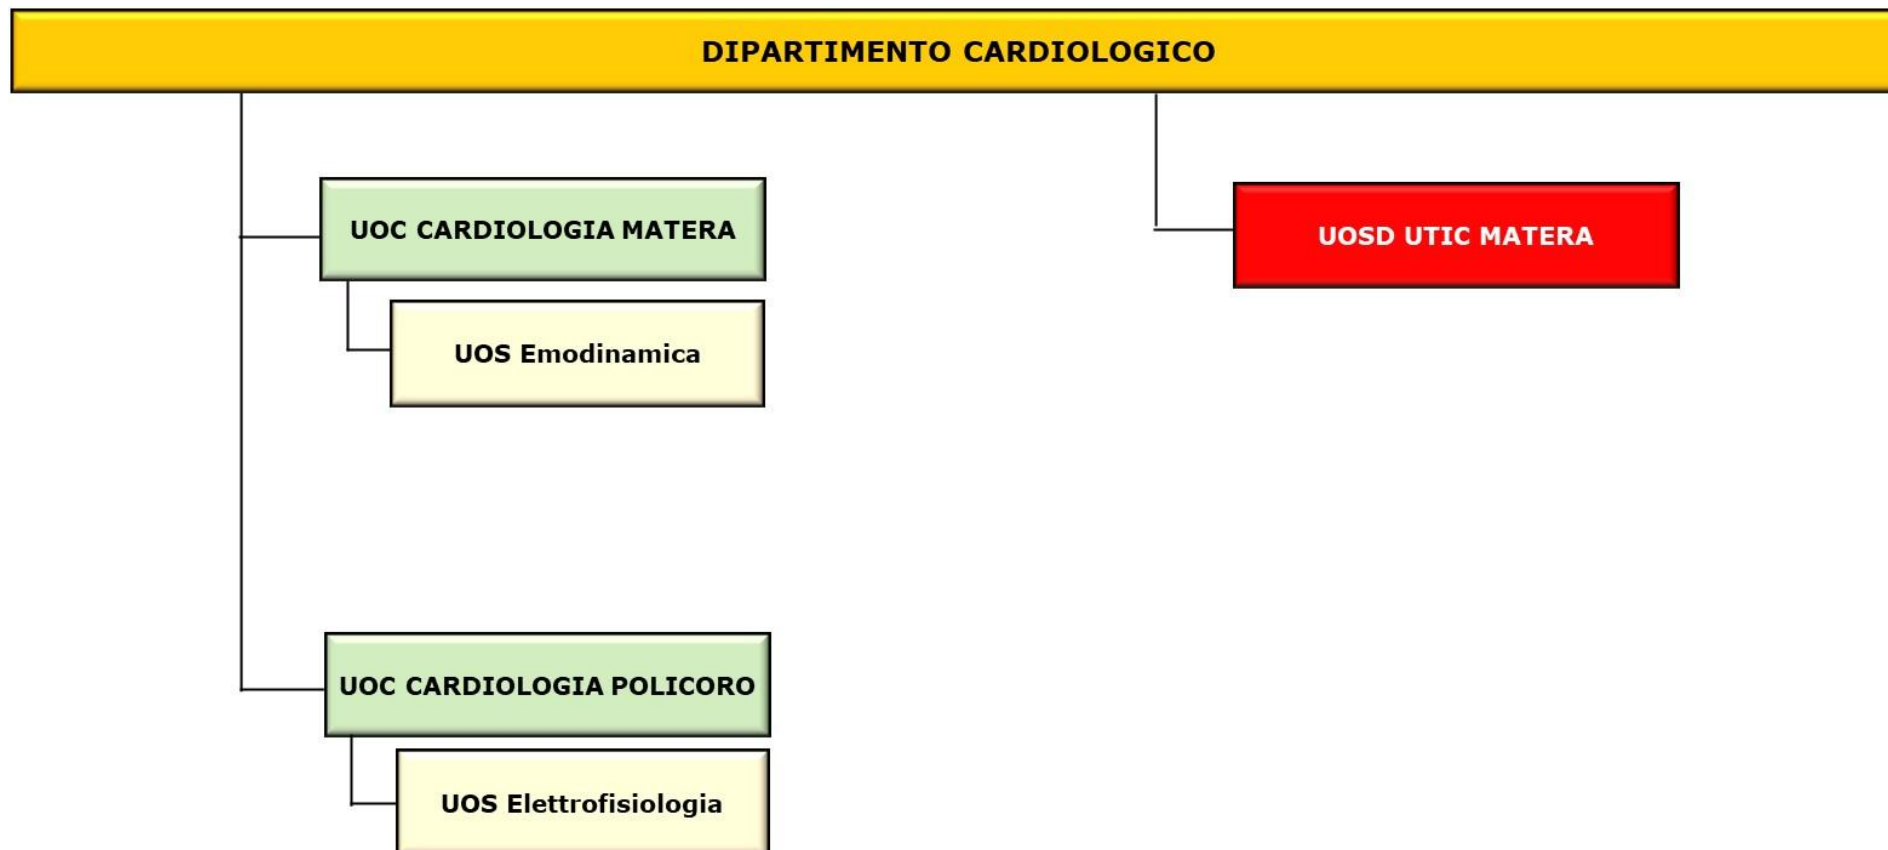 DIPARTIMENTO CARDIOLOGICO
UOC CARDIOLOGIA MATERA
UOSD UTIC MATERA
UOS Emodinamica
UOC CARDIOLOGIA POLICORO
UOS Elettrofisiologia